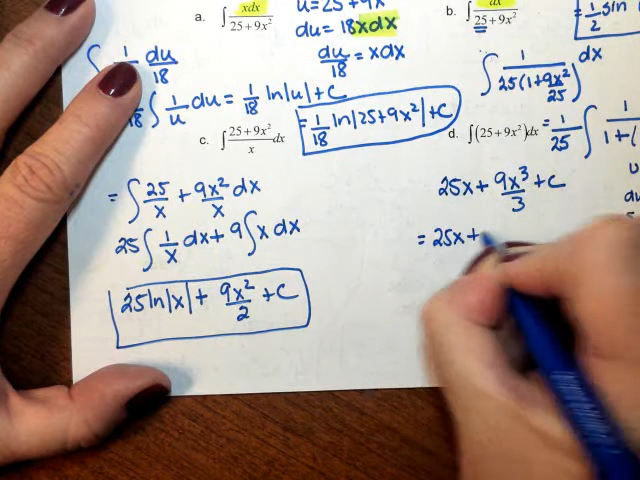 a. ∫ xdx / 25+9x²
u = 25 + 9x
du = 18xdx
du/18 = xdx
∫ 1/ du/18
/18 ∫ 1/u du = 1/18 ln|u| + C
= 1/18 ln|25+9x²| + C
b. ∫ dx / 25+9x²
= 1/2 sin
∫ 1 / 25(1+9x²/25) dx
= 1/25 ∫ 1 / 1+(
c. ∫ 25+9x² / x dx
= ∫ 25/x + 9x²/x dx
25 ∫ 1/x dx + 9 ∫ x dx
25 ln|x| + 9x²/2 + C
d. ∫(25+9x²)dx
25x + 9x³/3 + C
= 25x +